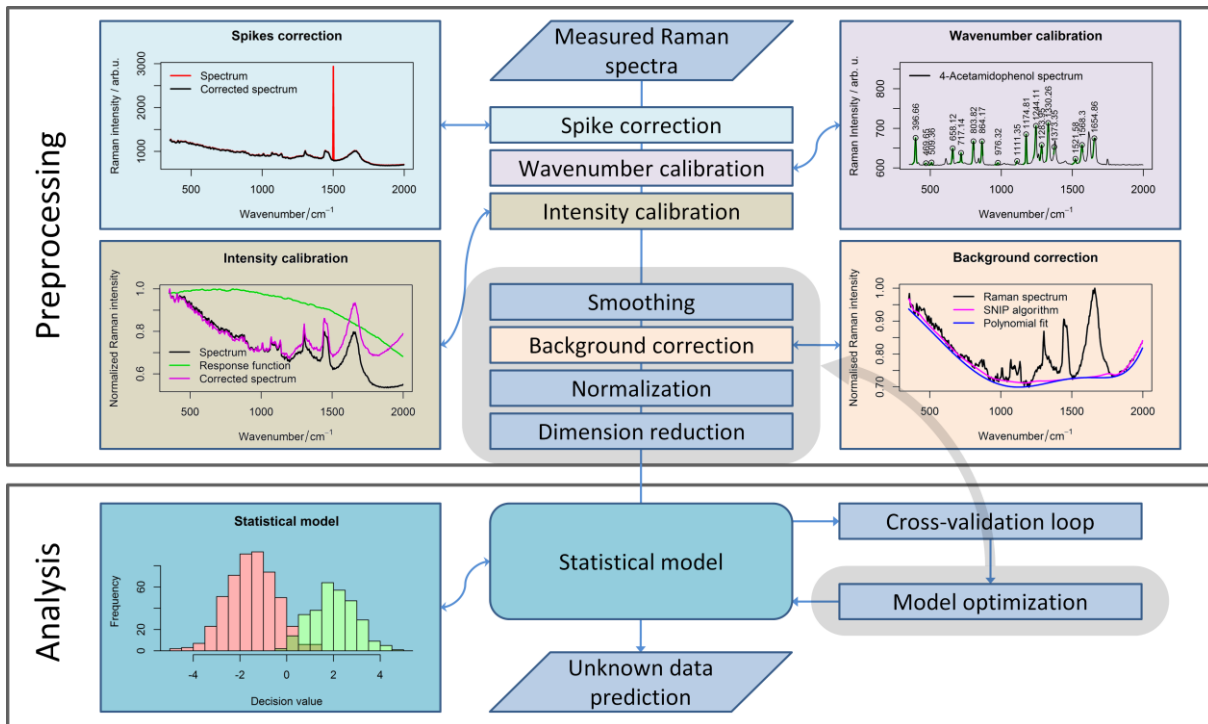 Preprocessing
Spikes correction
Raman intensity / arb.u.
3000
2000
1000
Spectrum
Corrected spectrum
500
1000
1500
2000
Wavenumber/cm⁻¹
Measured Raman
spectra
Spike correction
Wavenumber calibration
Intensity calibration
Smoothing
Background correction
Normalization
Dimension reduction
Wavenumber calibration
Raman intensity / arb. u.
800
700
600
4-Acetamidophenol spectrum
396.66
469.65
509.36
658.12
717.14
803.82
864.17
976.32
1111.35
1174.81
1244.11
1283.95
1330.26
1373.35
1521.58
1568.3
1654.86
500
1000
1500
2000
Wavenumber/cm⁻¹
Intensity calibration
Normalized Raman intensity
1.0
0.8
0.6
Spectrum
Response function
Corrected spectrum
500
1000
1500
2000
Wavenumber/cm⁻¹
Background correction
Normalised Raman intensity
1.00
0.90
0.80
0.70
Raman spectrum
SNIP algorithm
Polynomial fit
500
1000
1500
2000
Wavenumber/cm⁻¹
Analysis
Statistical model
Frequency
60
20
0
-4
-2
0
2
4
Decision value
Statistical model
Cross-validation loop
Model optimization
Unknown data
prediction